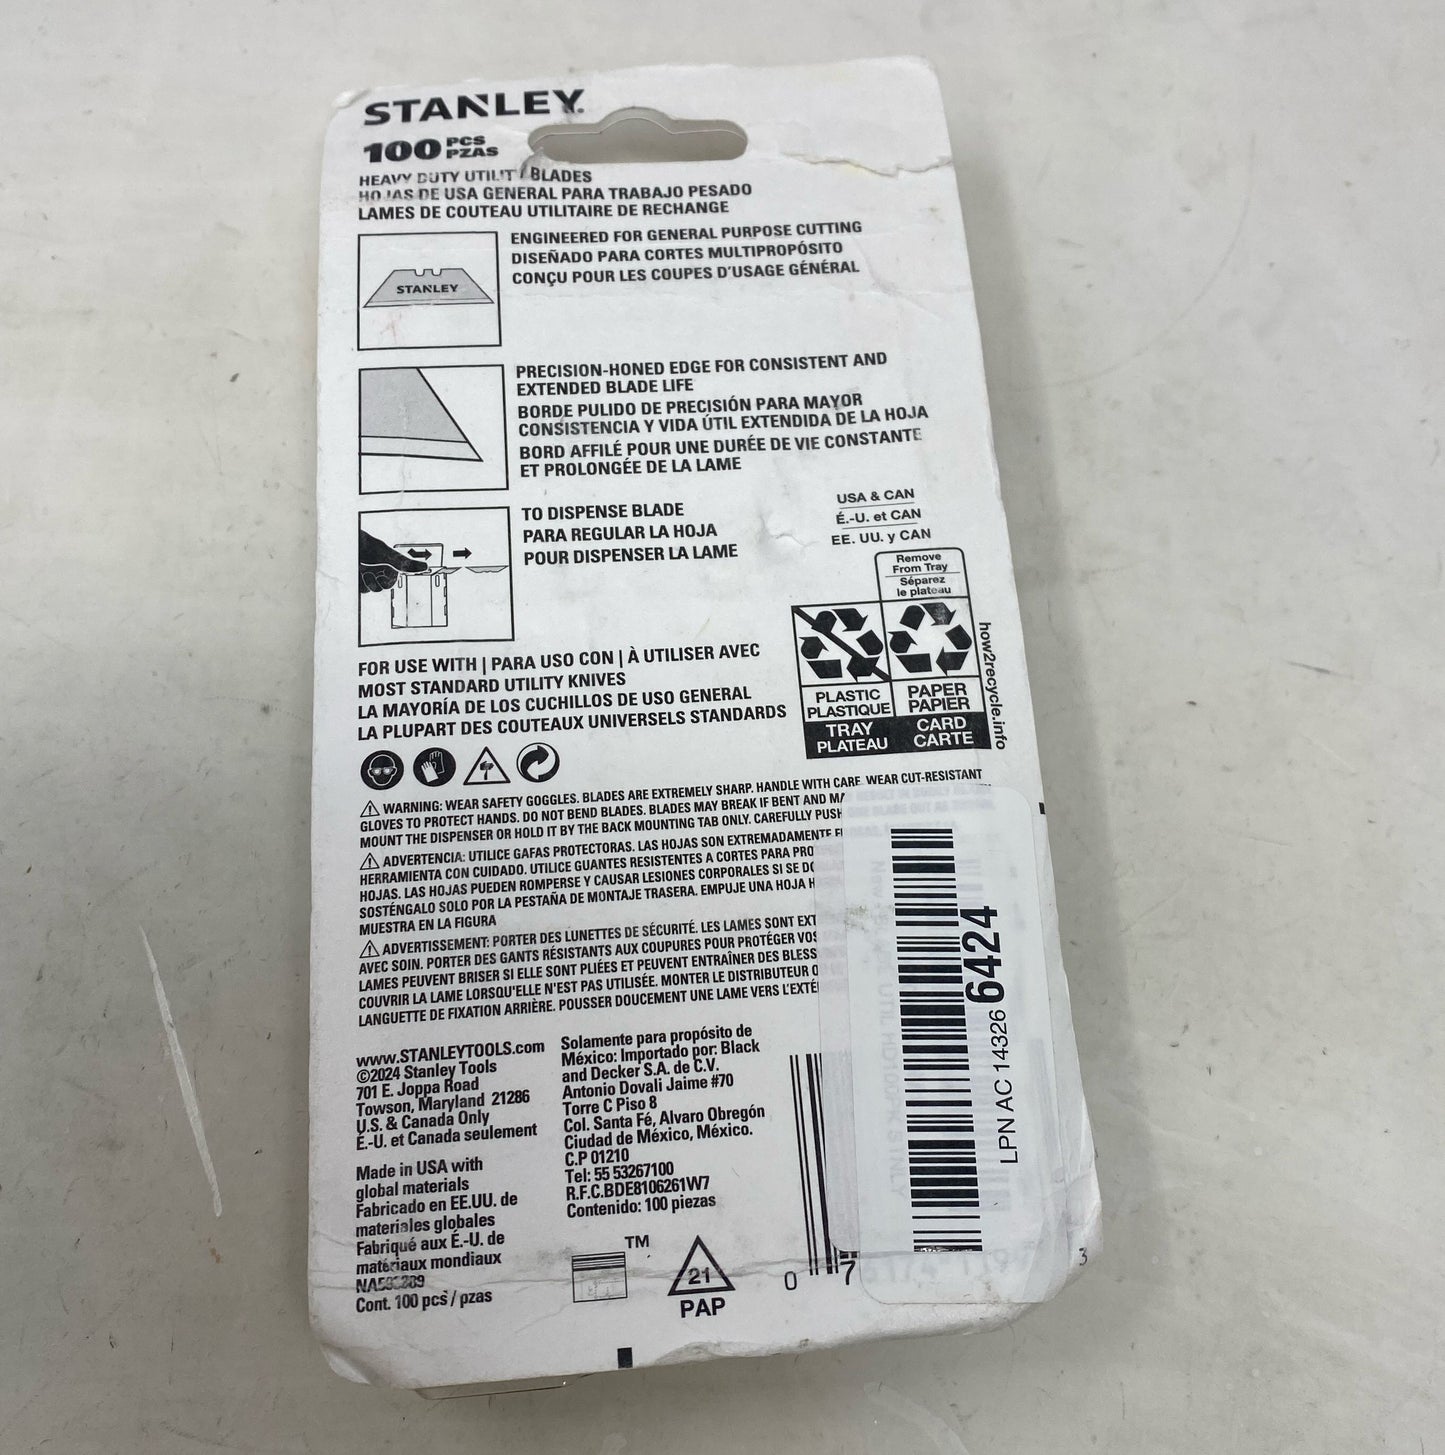 STANLEY.
100 PCS
PZAS
HEAVY DUTY UTILITY BLADES
HOJAS DE USA GENERAL PARA TRABAJO PESADO
LAMES DE COUTEAU UTILITAIRE DE RECHANGE
ENGINEERED FOR GENERAL PURPOSE CUTTING
DISEÑADO PARA CORTES MULTIPROPÓSITO
CONÇU POUR LES COUPES D'USAGE GÉNÉRAL
STANLEY
PRECISION-HONED EDGE FOR CONSISTENT AND
EXTENDED BLADE LIFE
BORDE PULIDO DE PRECISIÓN PARA MAYOR
CONSISTENCIA Y VIDA ÚTIL EXTENDIDA DE LA HOJA
BORD AFFILÉ POUR UNE DURÉE DE VIE CONSTANTE
ET PROLONGÉE DE LA LAME
TO DISPENSE BLADE
PARA REGULAR LA HOJA
POUR DISPENSER LA LAME
USA & CAN
É.-U. et CAN
EE. UU. y CAN
Remove
From Tray
Séparez
le plateau
PLASTIC
PLASTIQUE
TRAY
PLATEAU
PAPER
PAPIER
CARD
CARTE
how2recycle.info
FOR USE WITH | PARA USO CON | À UTILISER AVEC
MOST STANDARD UTILITY KNIVES
LA MAYORÍA DE LOS CUCHILLOS DE USO GENERAL
LA PLUPART DES COUTEAUX UNIVERSELS STANDARDS
WARNING: WEAR SAFETY GOGGLES. BLADES ARE EXTREMELY SHARP. HANDLE WITH CARE. WEAR CUT-RESISTANT
GLOVES TO PROTECT HANDS. DO NOT BEND BLADES. BLADES MAY BREAK IF BENT AND
MOUNT THE DISPENSER OR HOLD IT BY THE BACK MOUNTING TAB ONLY. CAREFULLY PUSH
ADVERTENCIA: UTILICE GAFAS PROTECTORAS. LAS HOJAS SON EXTREMADAMENTE
HERRAMIENTA CON CUIDADO. UTILICE GUANTES RESISTENTES A CORTES PARA PRO
HOJAS. LAS HOJAS PUEDEN ROMPERSE Y CAUSAR LESIONES CORPORALES SI SE
SOSTÉNGALO SOLO POR LA PESTAÑA DE MONTAJE TRASERA. EMPUJE UNA HOJA
MUESTRA EN LA FIGURA
ADVERTISSEMENT: PORTER DES LUNETTES DE SÉCURITÉ. LES LAMES SONT EXT
AVEC SOIN. PORTER DES GANTS RÉSISTANTS AUX COUPURES POUR PROTÉGER VOS
LAMES PEUVENT BRISER SI ELLE SONT PLIÉES ET PEUVENT ENTRAÎNER DES BLESS
COUVRIR LA LAME LORSQU'ELLE N'EST PAS UTILISÉE. MONTER LE DISTRIBUTEUR
LANGUETTE DE FIXATION ARRIÈRE. POUSSER DOUCEMENT UNE LAME VERS L'EXTÉ
www.STANLEYTOOLS.com
©2024 Stanley Tools
701 E. Joppa Road
Towson, Maryland 21286
U.S. & Canada Only
É.-U. et Canada seulement
Made in USA with
global materials
Fabricado en EE.UU. de
materiales globales
Fabriqué aux É.-U. de
matériaux mondiaux
Cont. 100 pcs / pzas
Solamente para propósito de
México: Importado por: Black
and Decker S.A. de C.V.
Antonio Dovali Jaime #70
Torre C Piso 8
Col. Santa Fé, Alvaro Obregón
Ciudad de México, México.
C.P 01210
Tel: 55 53267100
R.F.C.BDE8106261W7
Contenido: 100 piezas
TM
21
PAP
0 7
3
LPN AC 14326 6424